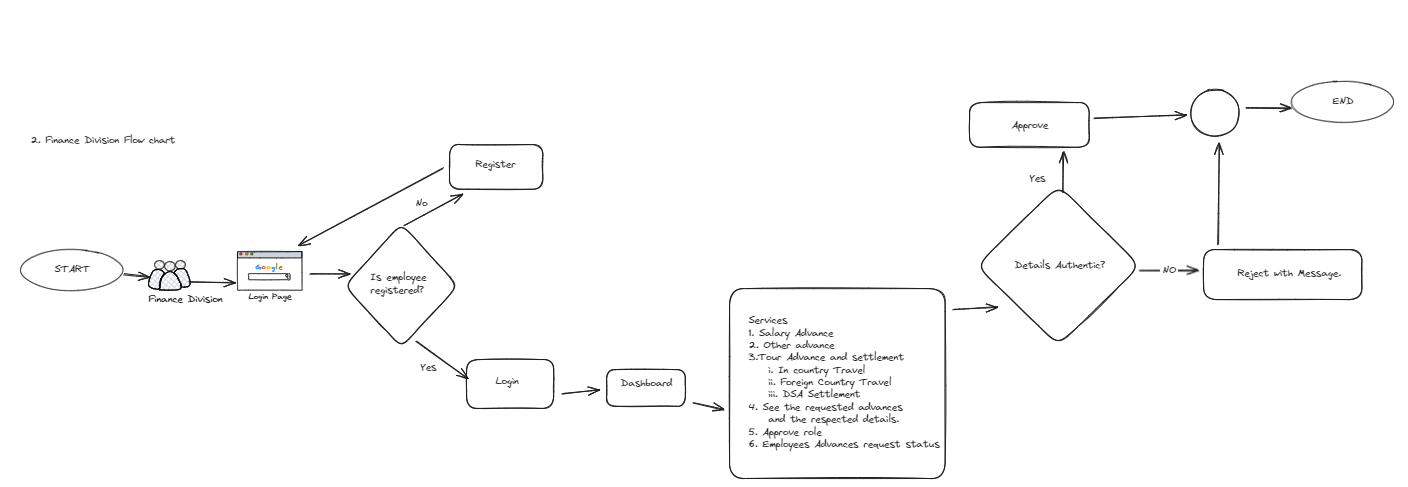 2. Finance Division Flow chart
START
Finance Division
Google
Login Page
Is employee
registered?
No
Register
Yes
Login
Dashboard
Services
1. Salary Advance
2. Other advance
3.Tour Advance and settlement
i. In country Travel
ii. Foreign Country Travel
iii. DSA Settlement
4. See the requested advances
and the respected details.
5. Approve role
6. Employees Advances request status
Details Authentic?
Yes
Approve
NO
Reject with Message.
END